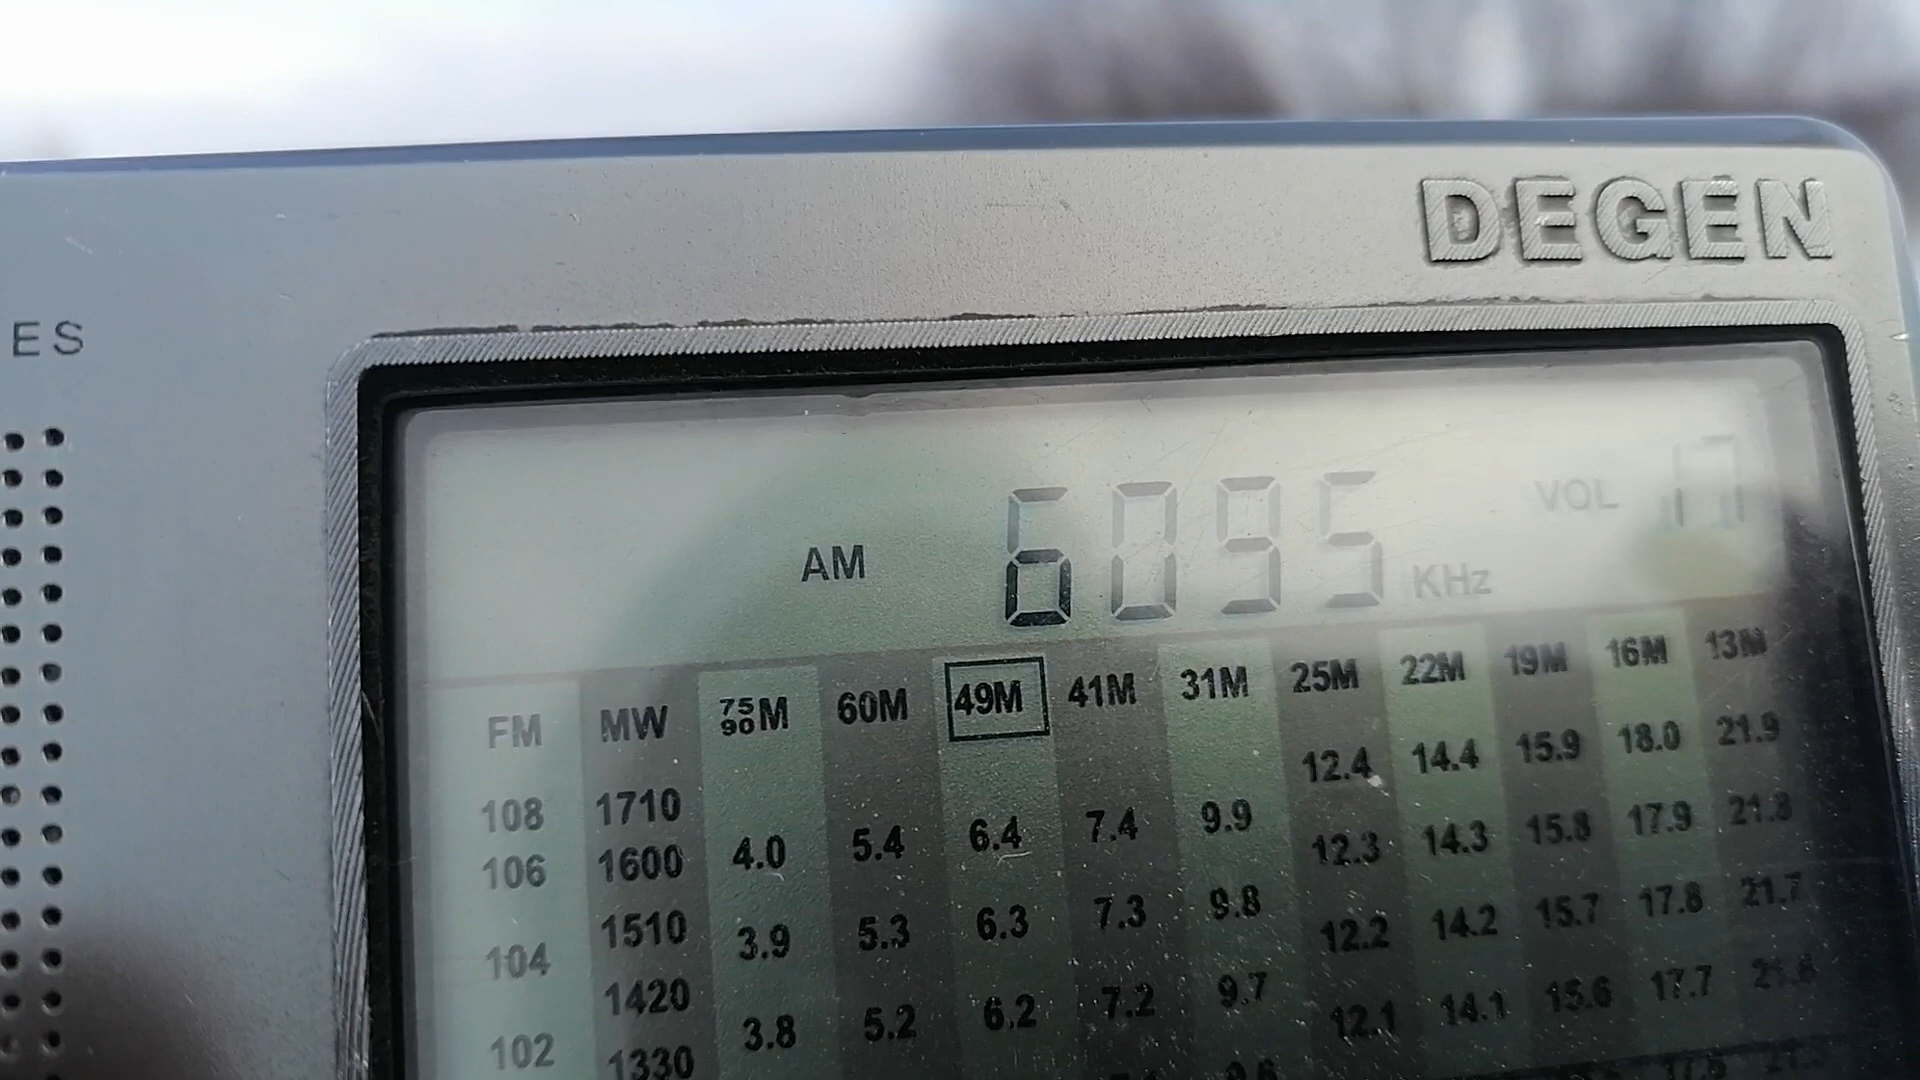 DEGEN
ES
AM 6095 KHz VOL 17
FM MW 75 90 M 60M 49M 41M 31M 25M 22M 19M 16M 13M
12.4 14.4 15.9 18.0 21.9
108 1710 4.0 5.4 6.4 7.4 9.9 12.3 14.3 15.8 17.9 21.8
106 1600
1510 3.9 5.3 6.3 7.3 9.8 12.2 14.2 15.7 17.8 21.7
104
1420 3.8 5.2 6.2 7.2 9.7 12.1 14.1 15.6 17.7
102 1330